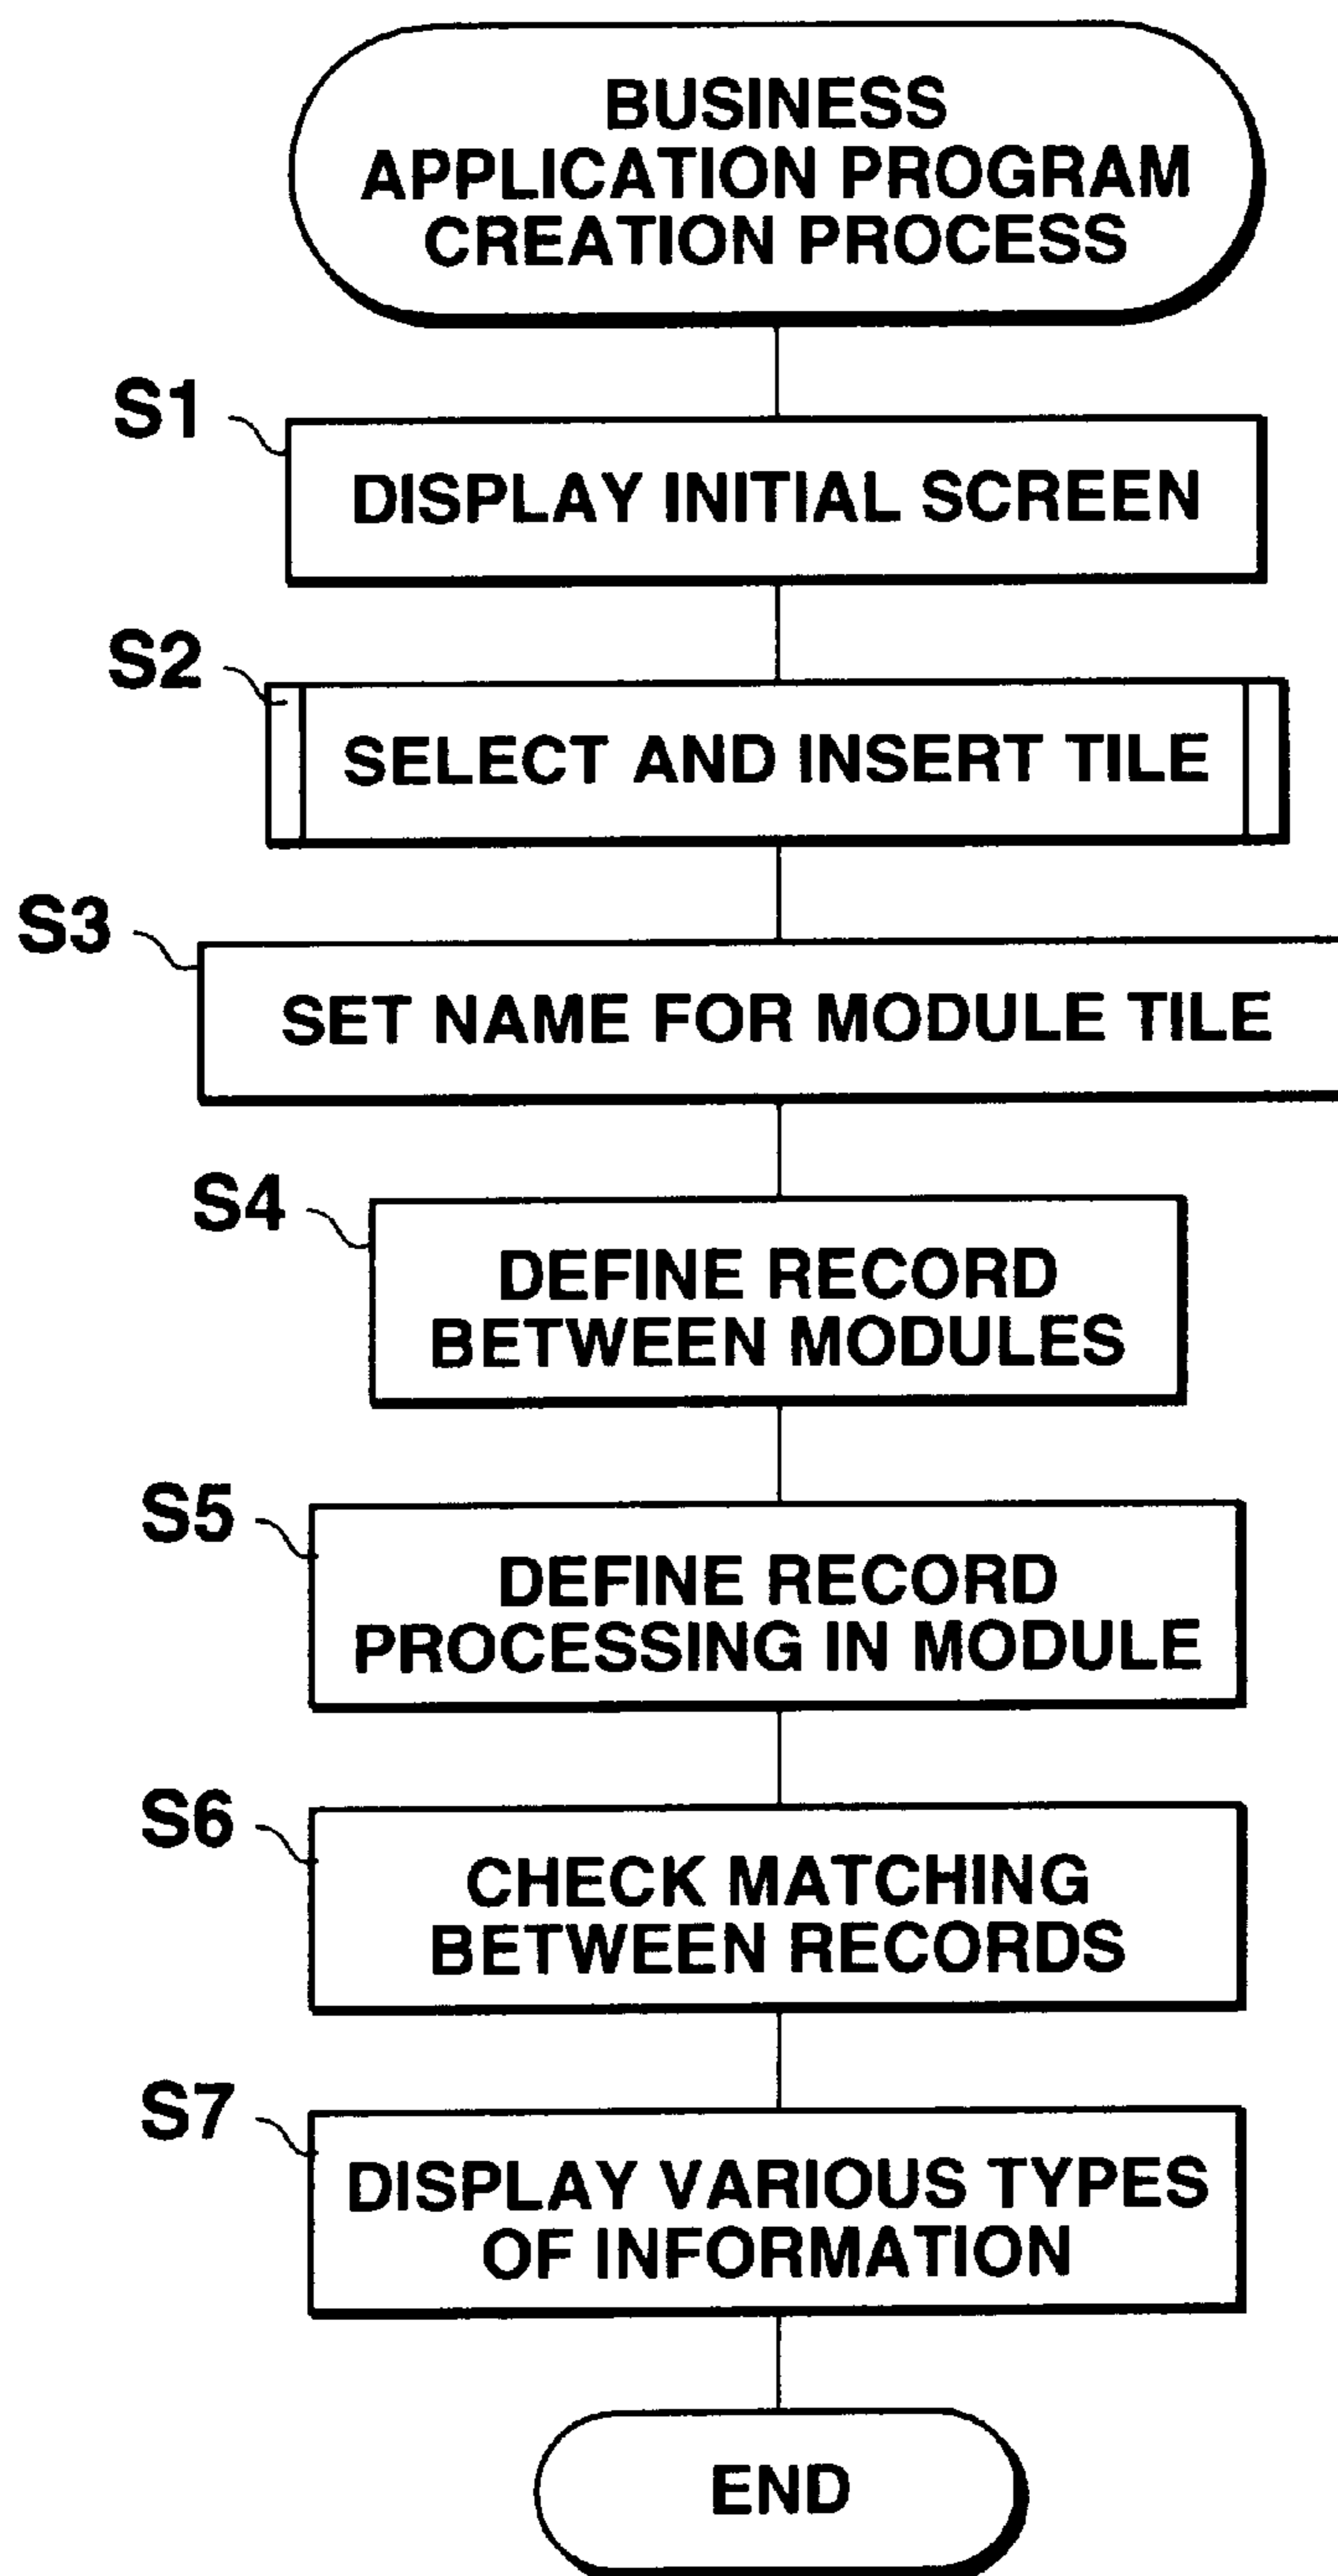 BUSINESS
APPLICATION PROGRAM
CREATION PROCESS
S1
DISPLAY INITIAL SCREEN
S2
SELECT AND INSERT TILE
S3
SET NAME FOR MODULE TILE
S4
DEFINE RECORD
BETWEEN MODULES
S5
DEFINE RECORD
PROCESSING IN MODULE
S6
CHECK MATCHING
BETWEEN RECORDS
S7
DISPLAY VARIOUS TYPES
OF INFORMATION
END